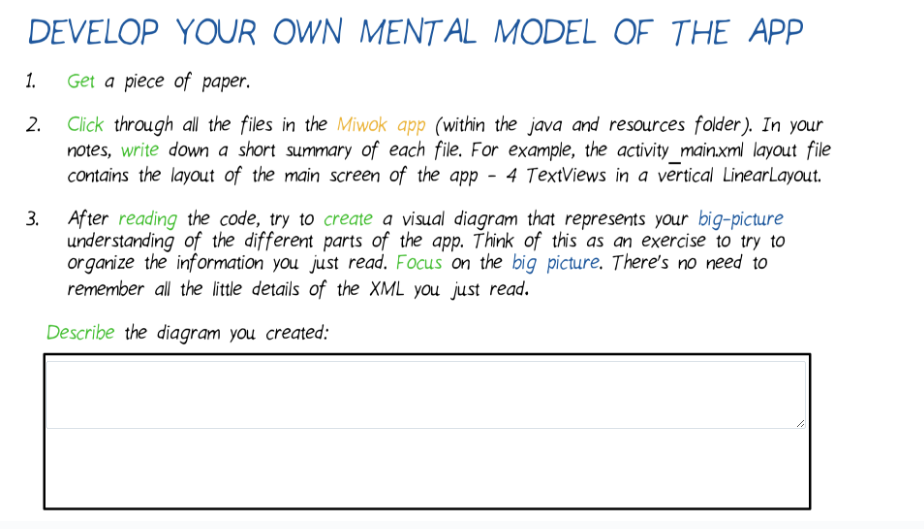 DEVELOP YOUR OWN MENTAL MODEL OF THE APP
1. Get a piece of paper.
2. Click through all the files in the Miwok app (within the java and resources folder). In your
notes, write down a short summary of each file. For example, the activity_main.xml layout file
contains the layout of the main screen of the app - 4 TextViews in a vertical LinearLayout.
3. After reading the code, try to create a visual diagram that represents your big-picture
understanding of the different parts of the app. Think of this as an exercise to try to
organize the information you just read. Focus on the big picture. There's no need to
remember all the little details of the XML you just read.
Describe the diagram you created: